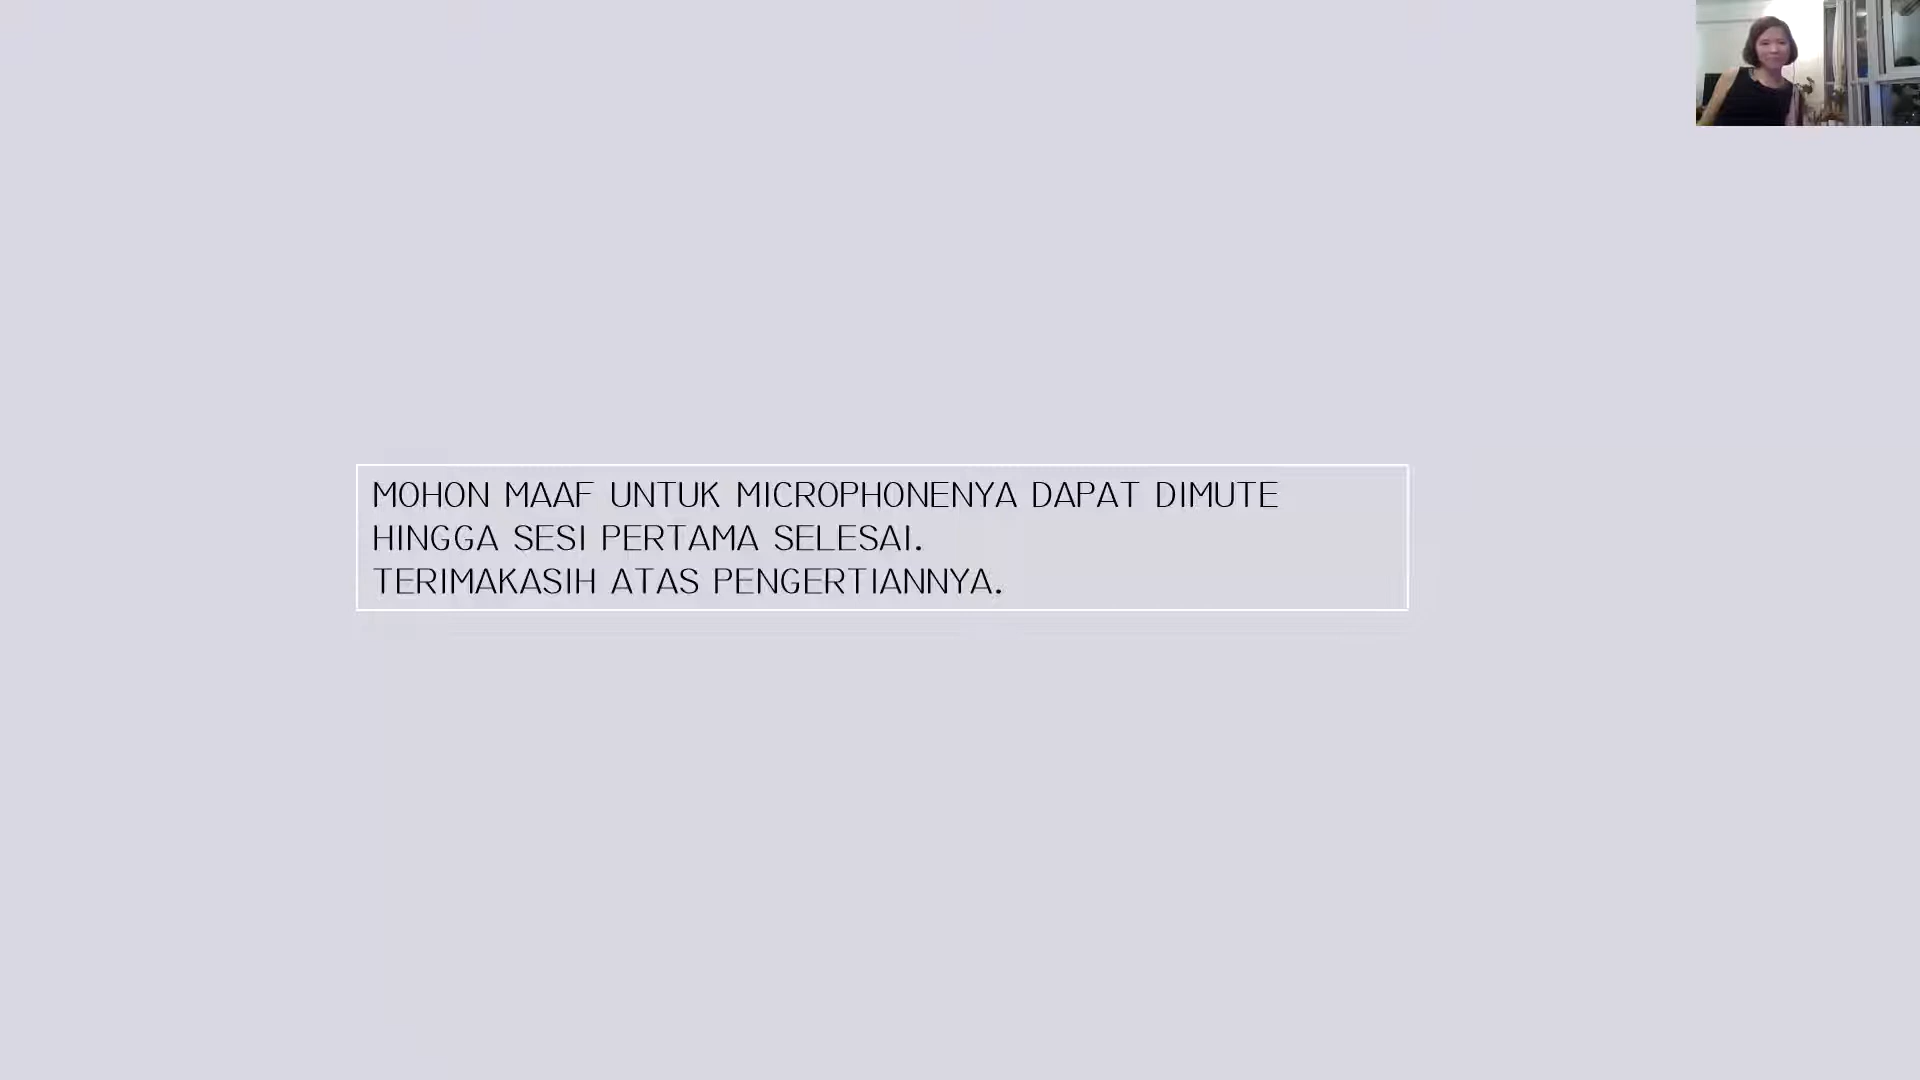 MOHON MAAF UNTUK MICROPHONENYA DAPAT DIMUTE
HINGGA SESI PERTAMA SELESAI.
TERIMAKASIH ATAS PENGERTIANNYA.